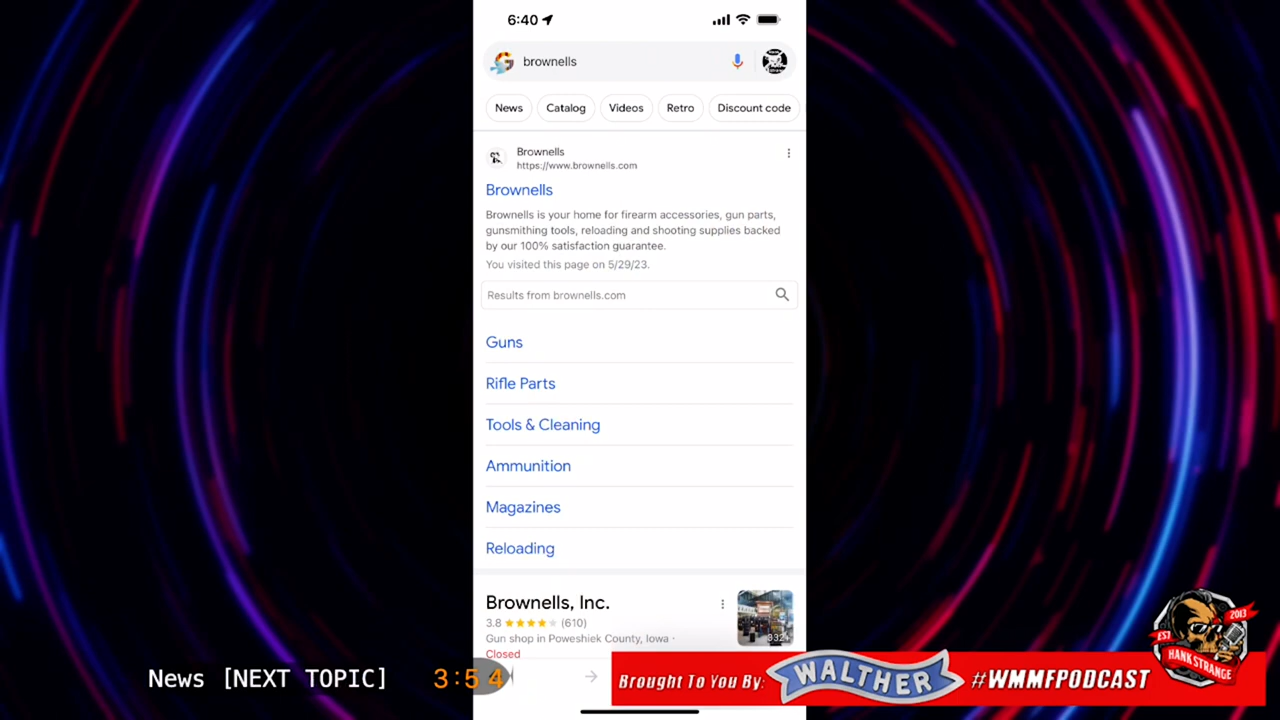 6:40
brownells
News
Catalog
Videos
Retro
Discount code
Brownells
https://www.brownells.com
Brownells
Brownells is your home for firearm accessories, gun parts,
gunsmithing tools, reloading and shooting supplies backed
by our 100% satisfaction guarantee.
You visited this page on 5/29/23.
Results from brownells.com
Guns
Rifle Parts
Tools & Cleaning
Ammunition
Magazines
Reloading
Brownells, Inc.
3.8 (610)
Gun shop in Poweshiek County, Iowa ·
Closed
332+
News [NEXT TOPIC]
3:54
Brought To You By:
WALTHER
#WMMFPODCAST
EST
2013
HANK STRANGE